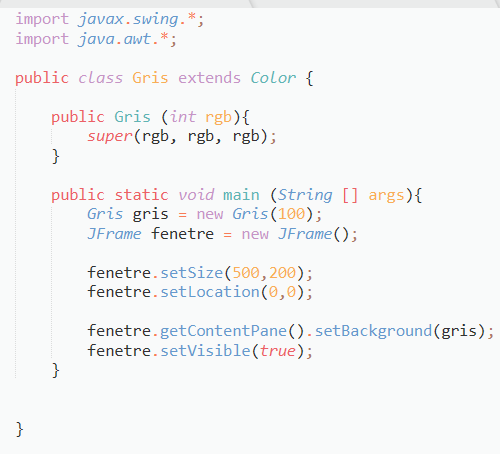 import javax.swing.*;
import java.awt.*;
public class Gris extends Color {
public Gris (int rgb){
super(rgb, rgb, rgb);
}
public static void main (String [] args){
Gris gris = new Gris(100);
JFrame fenetre = new JFrame();
fenetre.setSize(500,200);
fenetre.setLocation(0,0);
fenetre.getContentPane().setBackground(gris);
fenetre.setVisible(true);
}
}